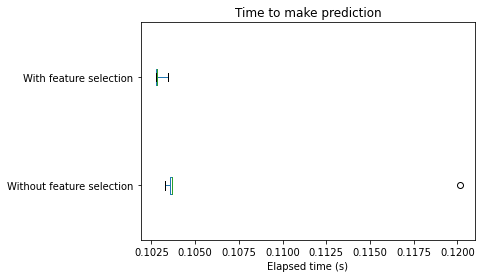 Time to make prediction
With feature selection
Without feature selection
0.1025 0.1050 0.1075 0.1100 0.1125 0.1150 0.1175 0.1200
Elapsed time (s)